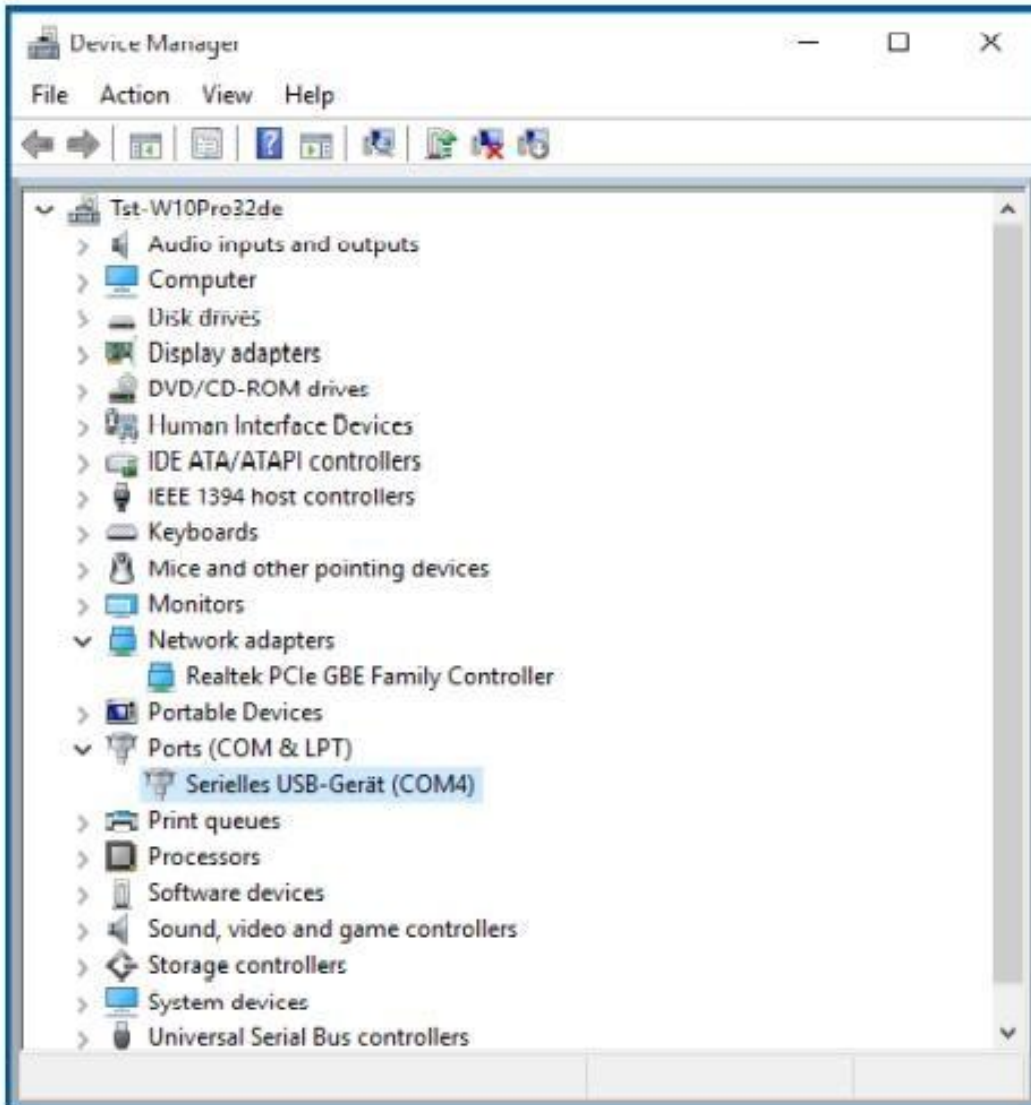 Device Manager
File Action View Help
Tst-W10Pro32de
Audio inputs and outputs
Computer
Disk drives
Display adapters
DVD/CD-ROM drives
Human Interface Devices
IDE ATA/ATAPI controllers
IEEE 1394 host controllers
Keyboards
Mice and other pointing devices
Monitors
Network adapters
Realtek PCIe GBE Family Controller
Portable Devices
Ports (COM & LPT)
Serielles USB-Gerät (COM4)
Print queues
Processors
Software devices
Sound, video and game controllers
Storage controllers
System devices
Universal Serial Bus controllers